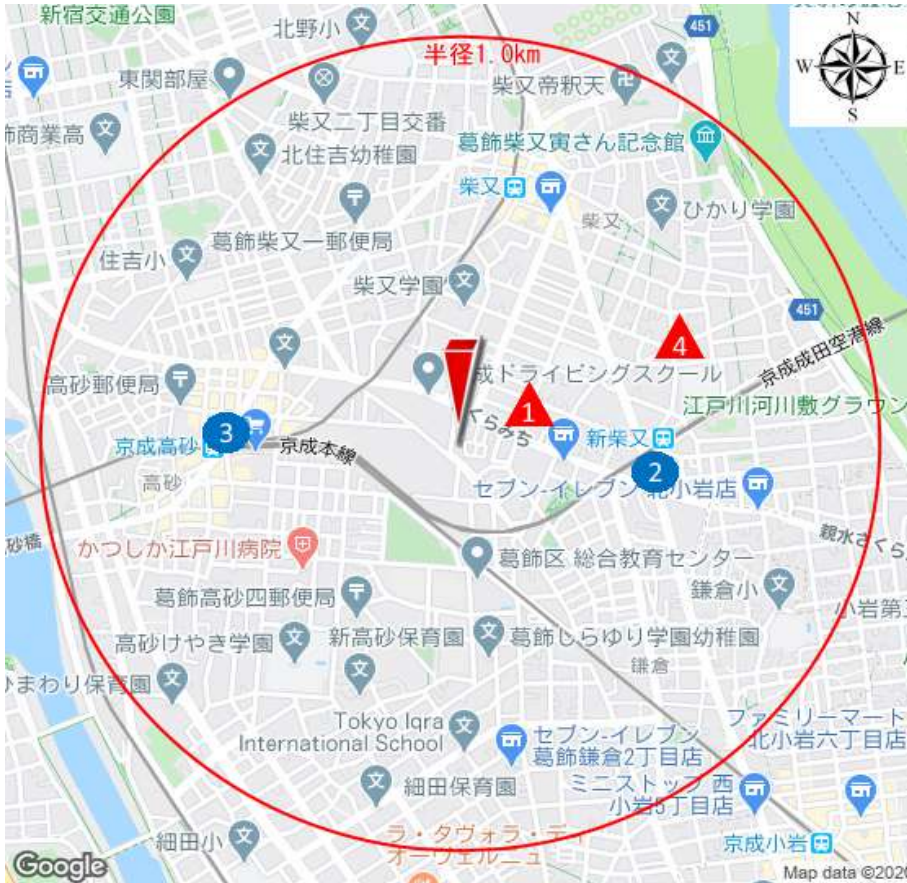 新宿交通公園
北野小
451
N
W
E
S
半径1.0km
東関部屋
柴又帝釈天
飾商業高
柴又二丁目交番
北住吉幼稚園
葛飾柴又寅さん記念館
柴又
柴又
ひかり学園
葛飾柴又一郵便局
住吉小
柴又学園
451
4
京成成田空港線
高砂郵便局
成ドライビングスクール
1
江戸川河川敷グラウン
3
京成高砂
京成本線
くらみち
新柴又
2
高砂
セブン-イレブン 北小岩店
砂橋
親水さくら
かつしか江戸川病院
葛飾区 総合教育センター
葛飾高砂四郵便局
鎌倉小
小岩第
高砂けやき学園
新高砂保育園
葛飾しらゆり学園幼稚園
鎌倉
ひまわり保育園
Tokyo Iqra
International School
セブン-イレブン
葛飾鎌倉2丁目店
ファミリーマート
北小岩六丁目店
細田保育園
ミニストップ 西
小岩5丁目店
細田小
ラ・タヴォラ・ディ
オーヴェルニュ
京成小岩
Google
Map data ©2020